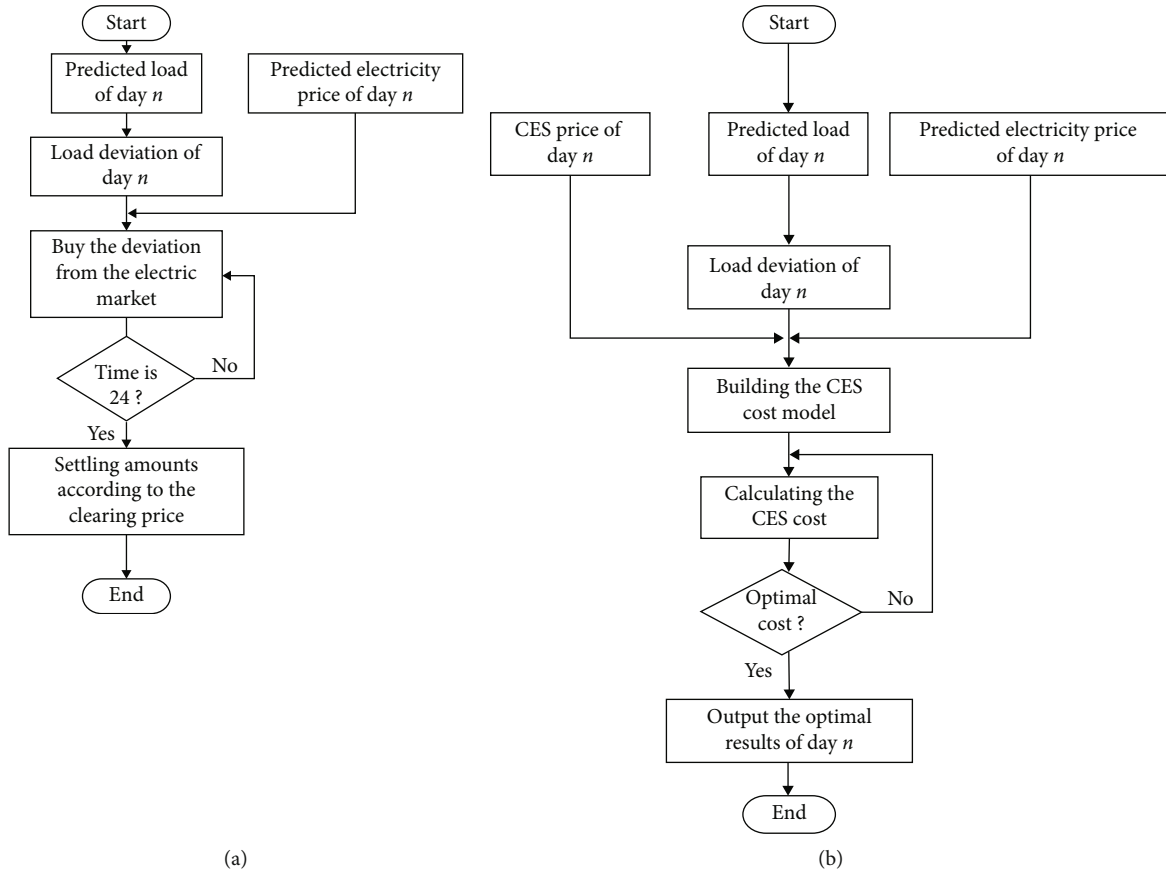 Start
Predicted load
of day n
Predicted electricity
price of day n
Load deviation of
day n
Buy the deviation
from the electric
market
Time is
24 ?
No
Yes
Settling amounts
according to the
clearing price
End
(a)
Start
CES price of
day n
Predicted load
of day n
Predicted electricity price
of day n
Load deviation of
day n
Building the CES
cost model
Calculating the
CES cost
Optimal
cost ?
No
Yes
Output the optimal
results of day n
End
(b)